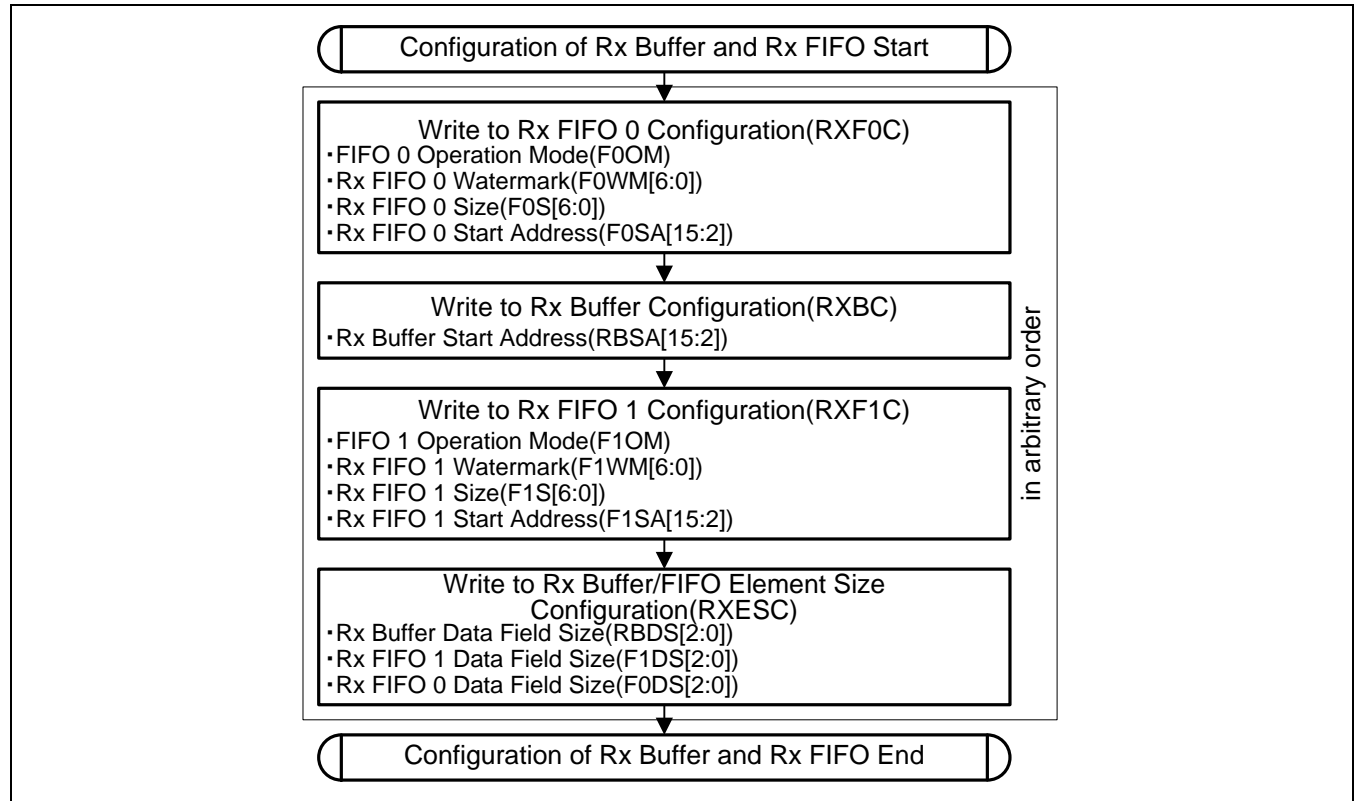 Configuration of Rx Buffer and Rx FIFO Start
Write to Rx FIFO 0 Configuration(RXF0C)
・FIFO 0 Operation Mode(F0OM)
・Rx FIFO 0 Watermark(F0WM[6:0])
・Rx FIFO 0 Size(F0S[6:0])
・Rx FIFO 0 Start Address(F0SA[15:2])
Write to Rx Buffer Configuration(RXBC)
・Rx Buffer Start Address(RBSA[15:2])
Write to Rx FIFO 1 Configuration(RXF1C)
・FIFO 1 Operation Mode(F1OM)
・Rx FIFO 1 Watermark(F1WM[6:0])
・Rx FIFO 1 Size(F1S[6:0])
・Rx FIFO 1 Start Address(F1SA[15:2])
Write to Rx Buffer/FIFO Element Size
Configuration(RXESC)
・Rx Buffer Data Field Size(RBDS[2:0])
・Rx FIFO 1 Data Field Size(F1DS[2:0])
・Rx FIFO 0 Data Field Size(F0DS[2:0])
in arbitrary order
Configuration of Rx Buffer and Rx FIFO End